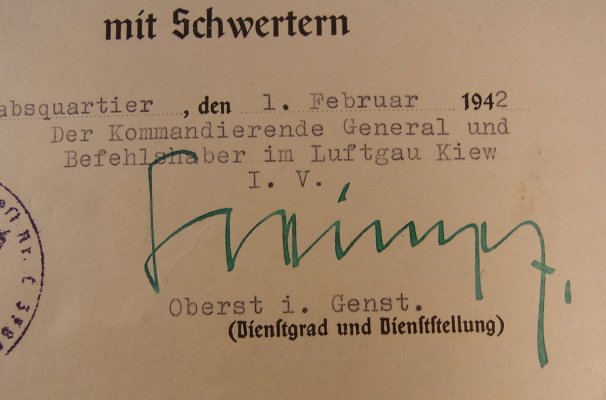 mit Schwertern
absquartier , den 1. Februar 1942
Der Kommandierende General und
Befehlshaber im Luftgau Kiew
I. V.
Oberst i. Genst.
(Dienstgrad und Dienststellung)